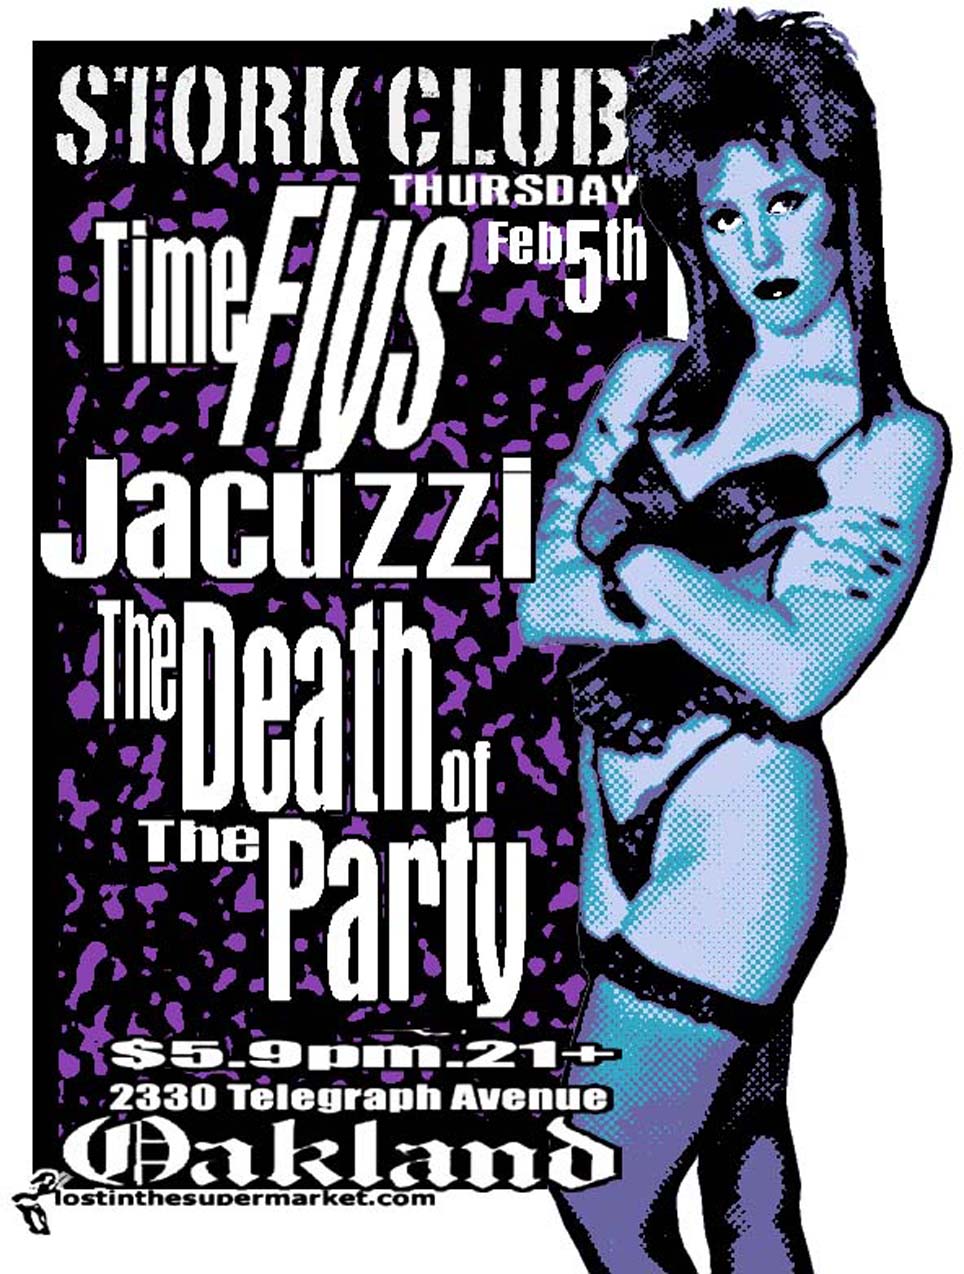 STORK CLUB
THURSDAY
Feb 5th
Time Flys
Jacuzzi
The Death of
The Party
$5.9pm.21+
2330 Telegraph Avenue
Oakland
lostinthesupermarket.com